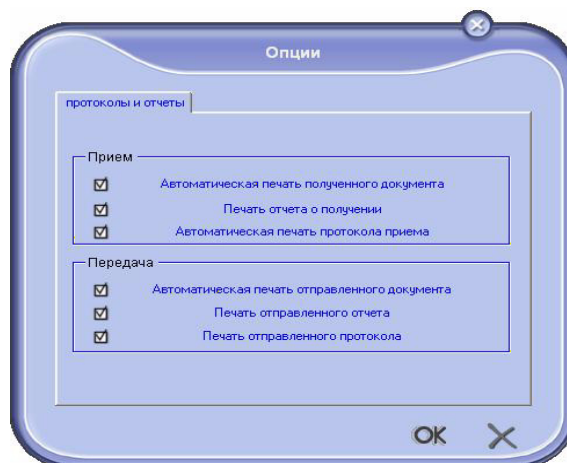 Опции
протоколы и отчеты
Прием
Автоматическая печать полученного документа
Печать отчета о получении
Автоматическая печать протокола приема
Передача
Автоматическая печать отправленного документа
Печать отправленного отчета
Печать отправленного протокола
OK